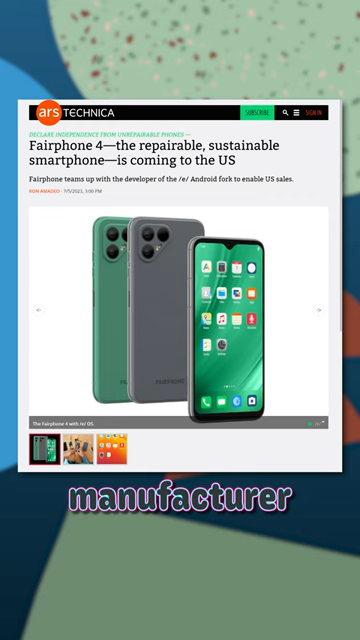 ars TECHNICA
SUBSCRIBE
SIGN IN
DECLARE INDEPENDENCE FROM UNREPAIRABLE PHONES —
Fairphone 4—the repairable, sustainable
smartphone—is coming to the US
Fairphone teams up with the developer of the /e/ Android fork to enable US sales.
RON AMADEO - 7/5/2023, 3:00 PM
FAIRPHONE
The Fairphone 4 with /e/ OS.
manufacturer